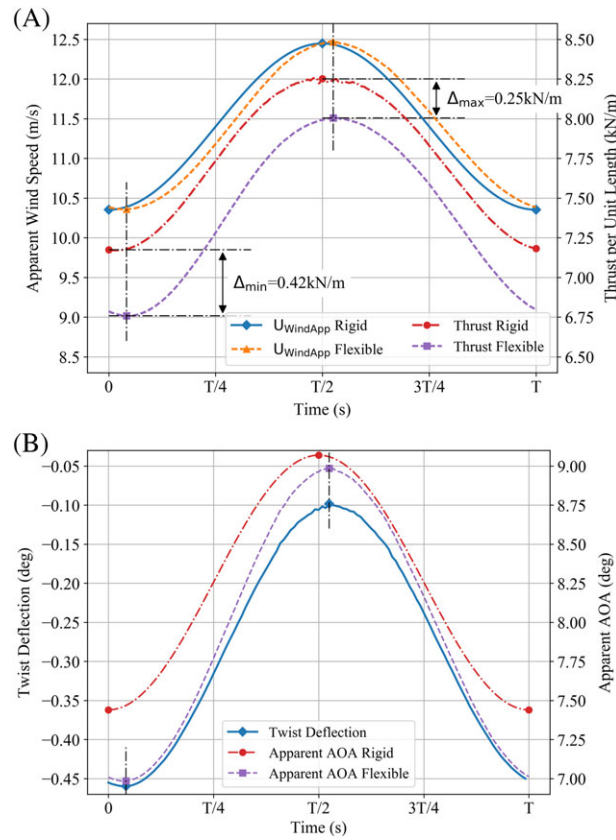 (A)
12.5
12.0
11.5
11.0
10.5
10.0
9.5
9.0
8.5
Apparent Wind Speed (m/s)
8.50
8.25
8.00
7.75
7.50
7.25
7.00
6.75
6.50
Thrust per Unit Length (kN/m)
Δmax=0.25kN/m
Δmin=0.42kN/m
UWindApp Rigid
UWindApp Flexible
Thrust Rigid
Thrust Flexible
0 T/4 T/2 3T/4 T
Time (s)
(B)
−0.05
−0.10
−0.15
−0.20
−0.25
−0.30
−0.35
−0.40
−0.45
Twist Deflection (deg)
9.00
8.75
8.50
8.25
8.00
7.75
7.50
7.25
7.00
Apparent AOA (deg)
Twist Deflection
Apparent AOA Rigid
Apparent AOA Flexible
0 T/4 T/2 3T/4 T
Time (s)